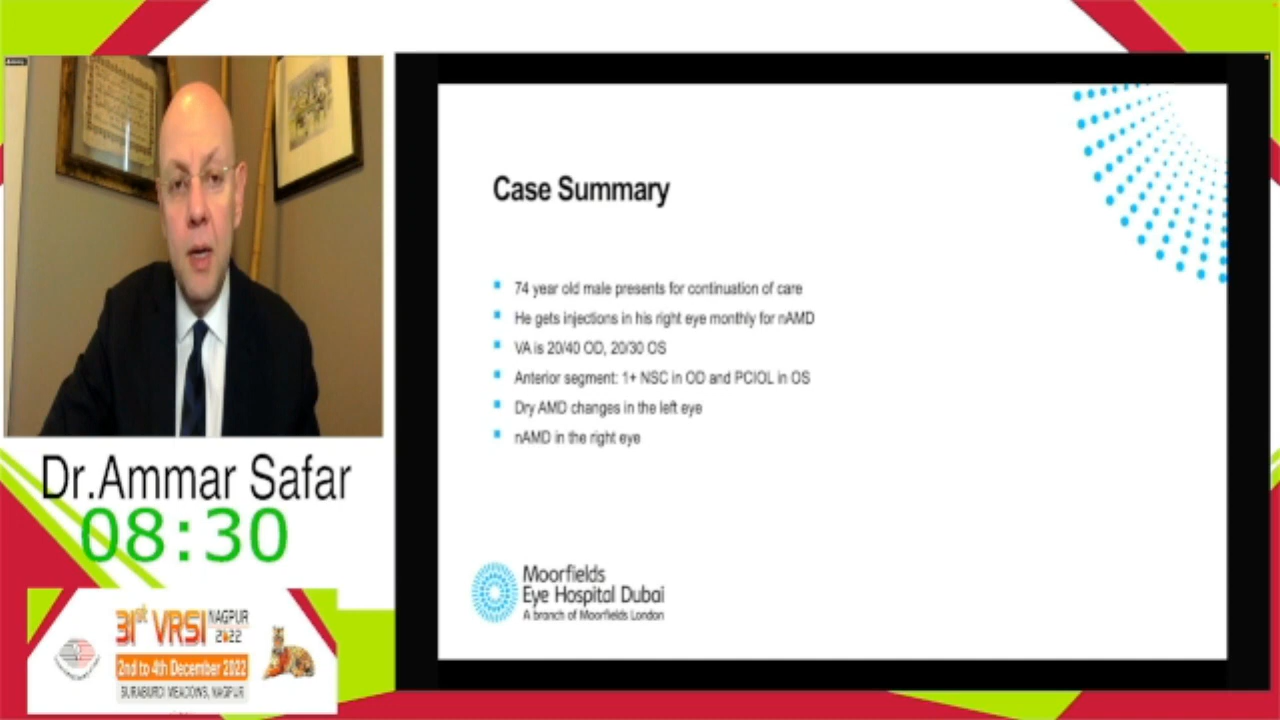 Case Summary
74 year old male presents for continuation of care
He gets injections in his right eye monthly for nAMD
VA is 20/40 OD, 20/30 OS
Anterior segment: 1+ NSC in OD and PCIOL in OS
Dry AMD changes in the left eye
nAMD in the right eye
Moorfields
Eye Hospital Dubai
A branch of Moorfields London
Dr.Ammar Safar
08:30
31st VRSI NAGPUR
2022
2nd to 4th December 2022
SURABURDI MEADOWS, NAGPUR